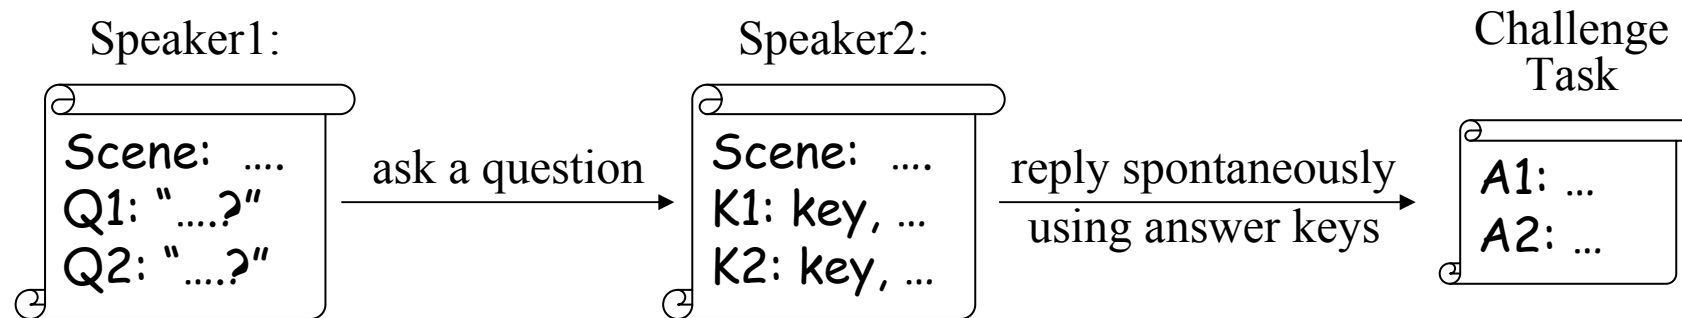 Speaker1:
Scene: ....
Q1: “....?”
Q2: “....?”
ask a question
Speaker2:
Scene: ....
K1: key, ...
K2: key, ...
reply spontaneously
using answer keys
Challenge
Task
A1: ...
A2: ...